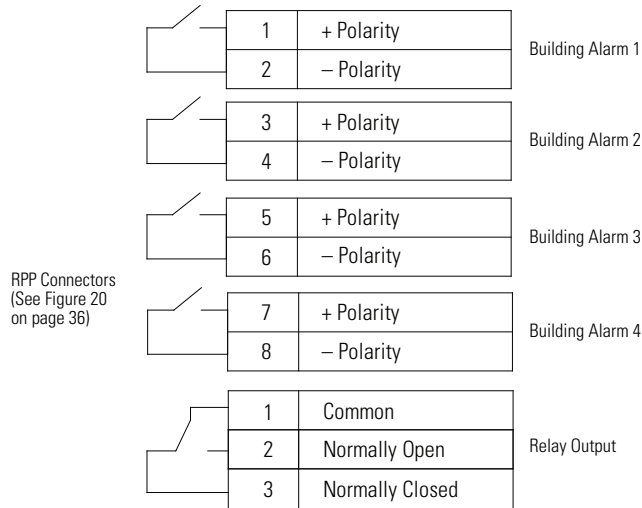 1 + Polarity
2 – Polarity
Building Alarm 1
3 + Polarity
4 – Polarity
Building Alarm 2
5 + Polarity
6 – Polarity
Building Alarm 3
RPP Connectors
(See Figure 20
on page 36)
7 + Polarity
8 – Polarity
Building Alarm 4
1 Common
2 Normally Open
3 Normally Closed
Relay Output